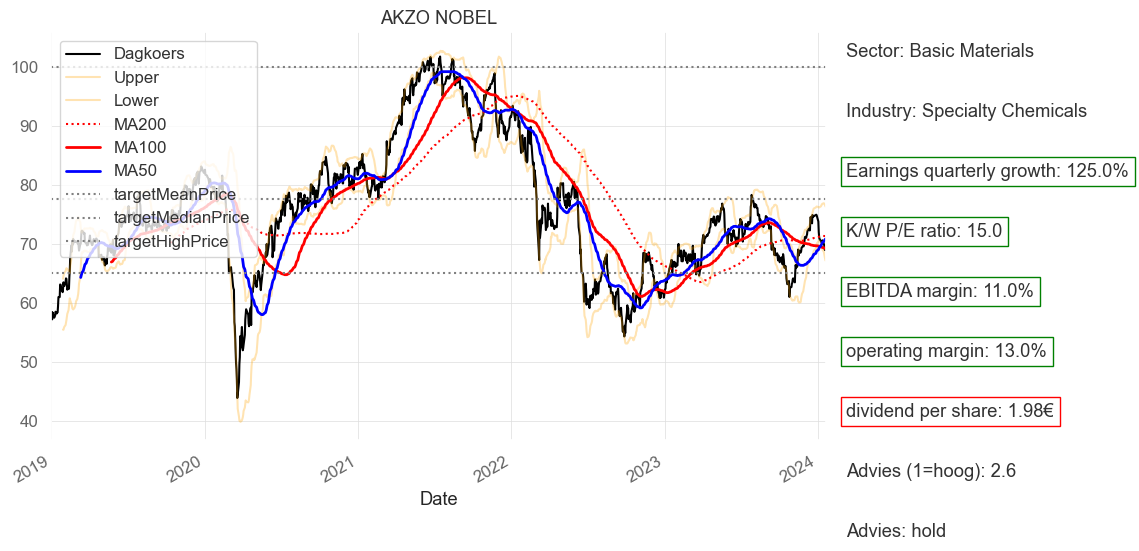 AKZO NOBEL
Dagkoers
Upper
Lower
MA200
MA100
MA50
targetMeanPrice
targetMedianPrice
targetHighPrice
100
90
80
70
60
50
40
2019
2020
2021
2022
2023
2024
Date
Sector: Basic Materials
Industry: Specialty Chemicals
Earnings quarterly growth: 125.0%
K/W P/E ratio: 15.0
EBITDA margin: 11.0%
operating margin: 13.0%
dividend per share: 1.98€
Advies (1=hoog): 2.6
Advies: hold